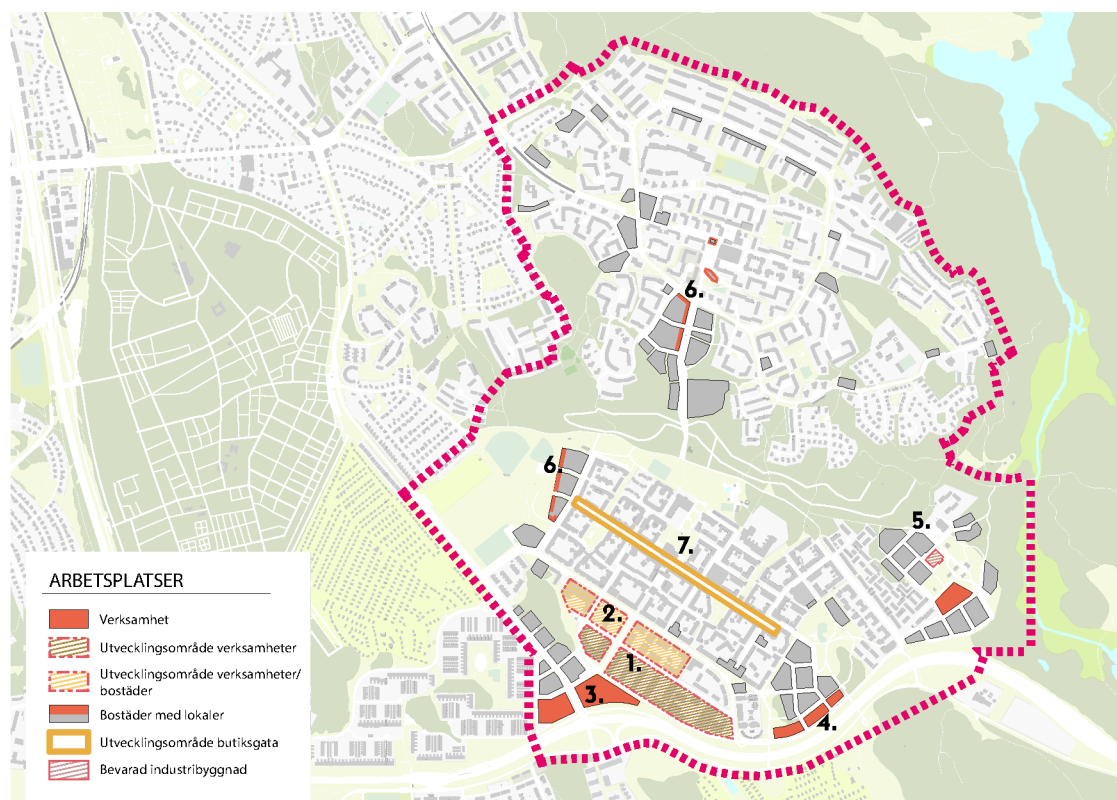 6.
6.
5.
7.
2.
1.
3.
4.
ARBETSPLATSER
Verksamhet
Utvecklingsområde verksamheter
Utvecklingsområde verksamheter/
bostäder
Bostäder med lokaler
Utvecklingsområde butiksgata
Bevarad industribyggnad